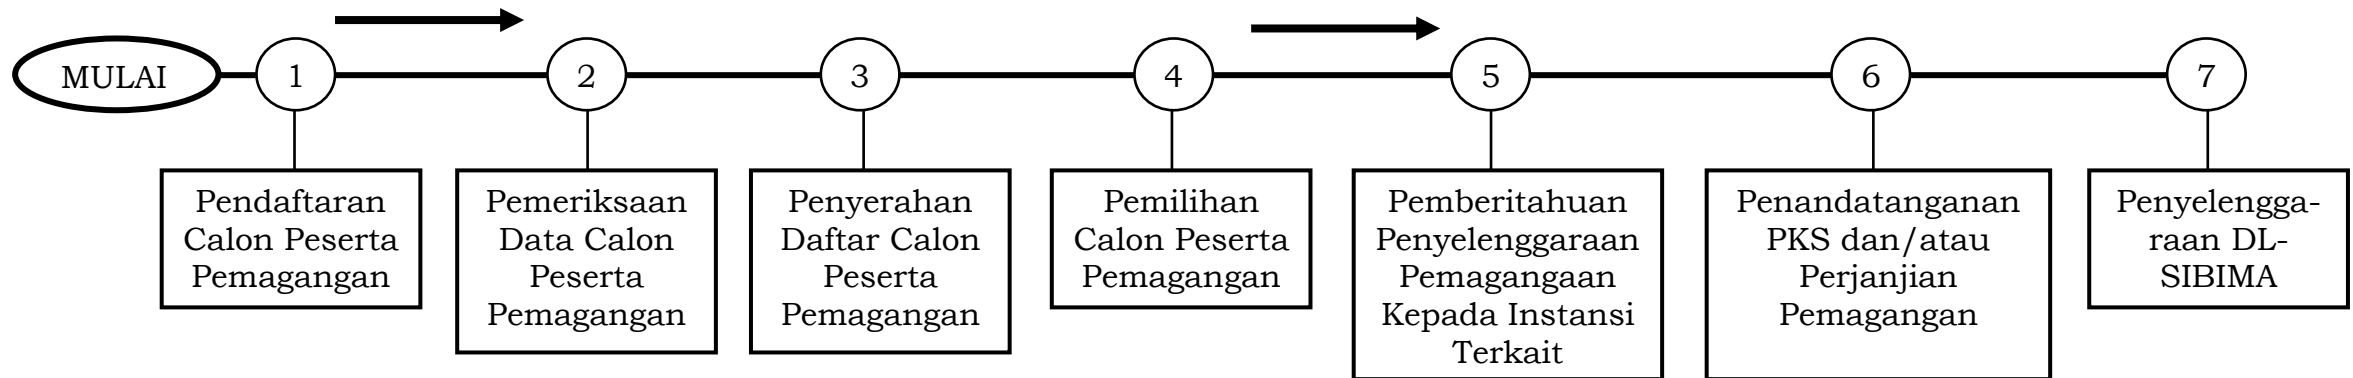 MULAI
1
2
3
4
5
6
7
Pendaftaran
Calon Peserta
Pemagangan
Pemeriksaan
Data Calon
Peserta
Pemagangan
Penyerahan
Daftar Calon
Peserta
Pemagangan
Pemilihan
Calon Peserta
Pemagangan
Pemberitahuan
Penyelenggaraan
Pemagangaan
Kepada Instansi
Terkait
Penandatanganan
PKS dan/atau
Perjanjian
Pemagangan
Penyelengga-
raan DL-
SIBIMA